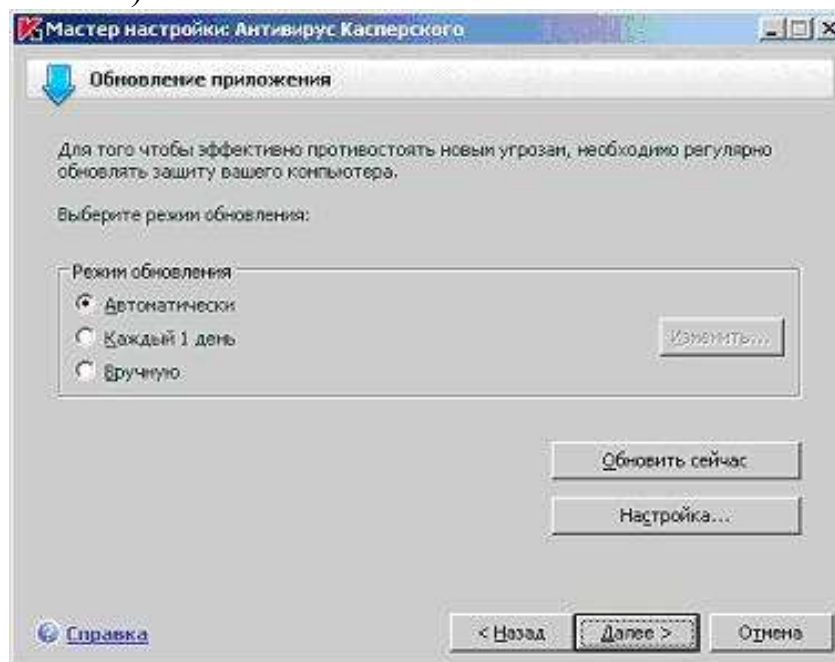 )
Мастер настройки: Антивирус Касперского
Обновление приложения
Для того чтобы эффективно противостоять новым угрозам, необходимо регулярно
обновлять защиту вашего компьютера.
Выберите режим обновления:
Режим обновления
Автоматически
Каждый 1 день
Изменить...
Вручную
Обновить сейчас
Настройка...
Справка
< Назад
Далее >
Отмена